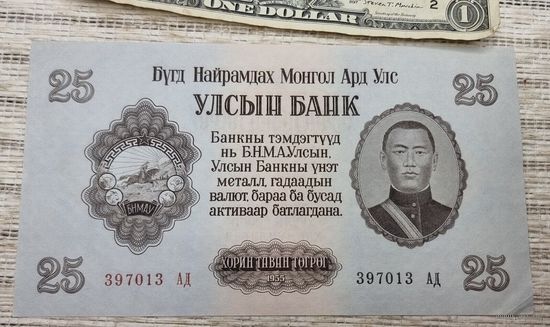 ONE DOLLAR
2
1
Бүгд Найрамдах Монгол Ард Улс
25
УЛСЫН БАНК
25
Банкны тэмдэгтүүд
нь Б.Н.М.А.Улсын,
Улсын Банкны үнэт
металл, гадаадын
валют, бараа ба бусад
активаар батлагдана.
БНМАУ
ХОРИН ТАВАН ТӨГРӨГ
1955
25
397013 АД
397013 АД
25